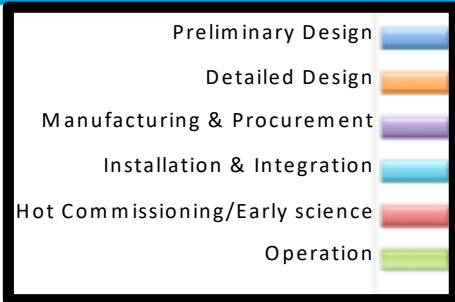 Preliminary Design
Detailed Design
Manufacturing & Procurement
Installation & Integration
Hot Commissioning/Early science
Operation